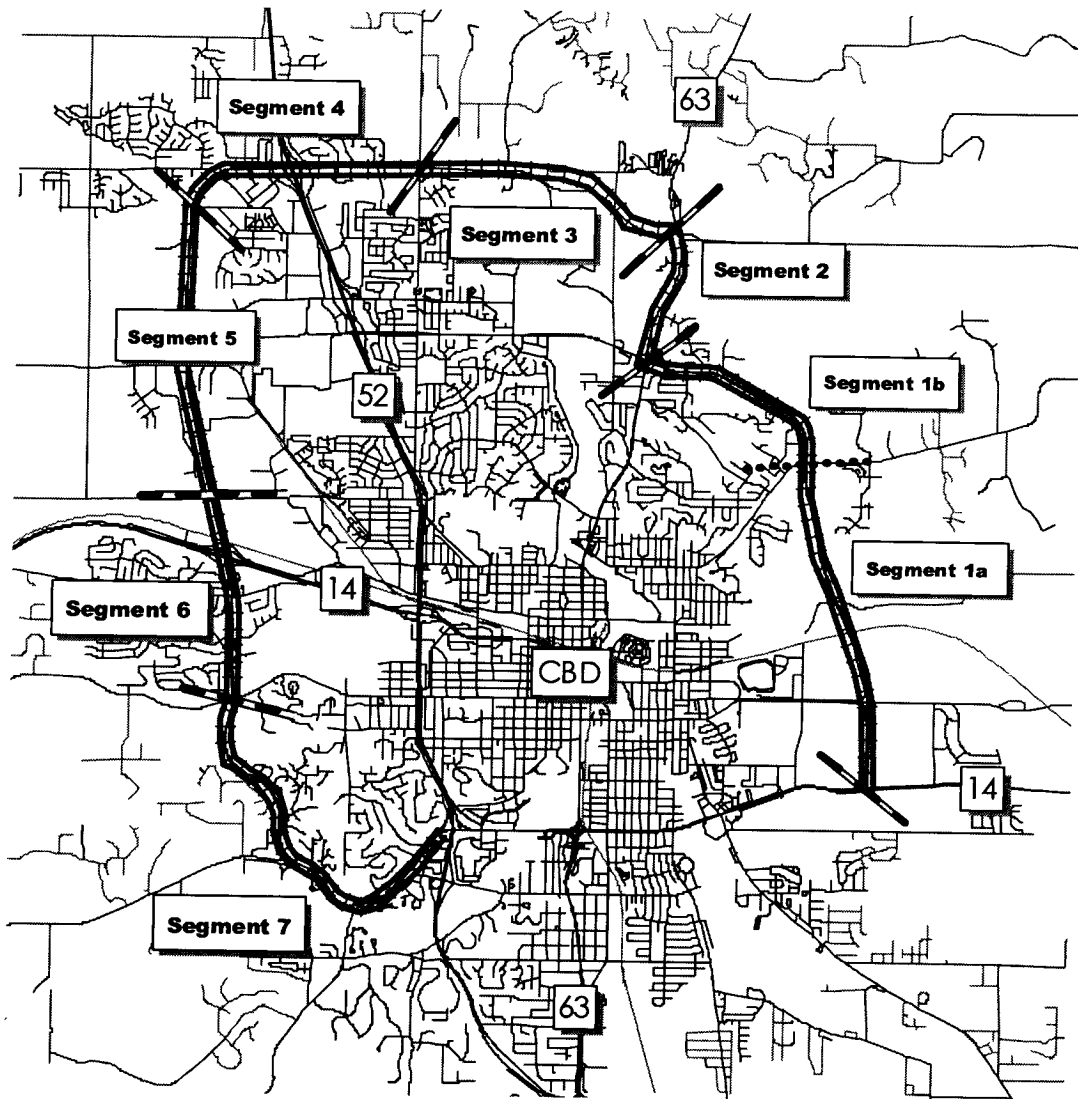 Segment 4
63
Segment 3
Segment 2
Segment 5
Segment 1b
52
Segment 1a
14
Segment 6
CBD
14
Segment 7
63